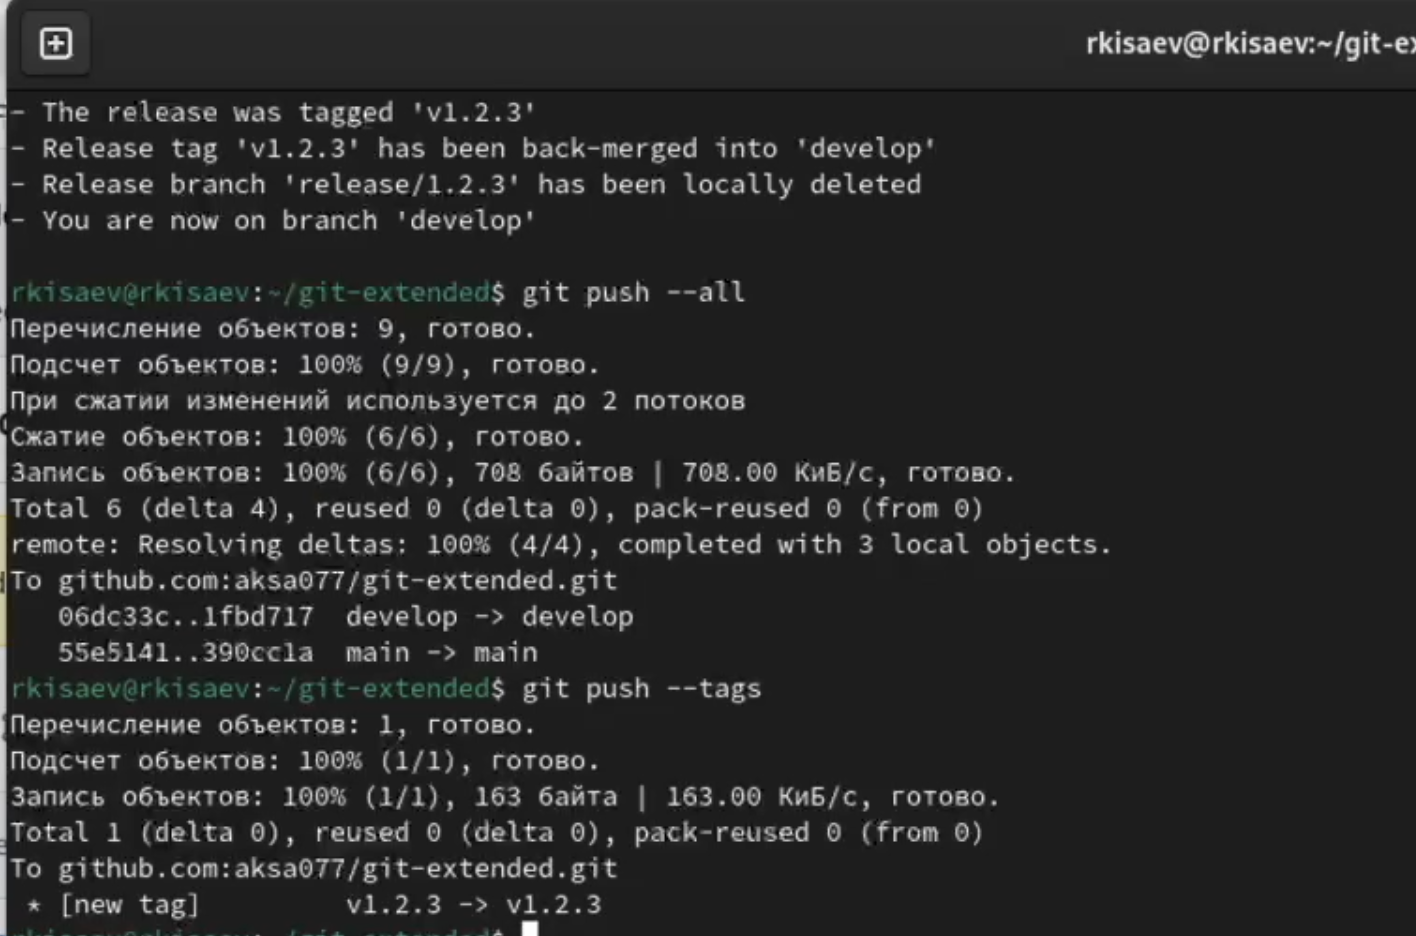 rkisaev@rkisaev:~/git-ex
- The release was tagged 'v1.2.3'
- Release tag 'v1.2.3' has been back-merged into 'develop'
- Release branch 'release/1.2.3' has been locally deleted
- You are now on branch 'develop'
rkisaev@rkisaev:~/git-extended$ git push --all
Перечисление объектов: 9, готово.
Подсчет объектов: 100% (9/9), готово.
При сжатии изменений используется до 2 потоков
Сжатие объектов: 100% (6/6), готово.
Запись объектов: 100% (6/6), 708 байтов | 708.00 КиБ/с, готово.
Total 6 (delta 4), reused 0 (delta 0), pack-reused 0 (from 0)
remote: Resolving deltas: 100% (4/4), completed with 3 local objects.
To github.com:aksa077/git-extended.git
   06dc33c..1fbd717  develop -> develop
   55e5141..390cc1a  main -> main
rkisaev@rkisaev:~/git-extended$ git push --tags
Перечисление объектов: 1, готово.
Подсчет объектов: 100% (1/1), готово.
Запись объектов: 100% (1/1), 163 байта | 163.00 КиБ/с, готово.
Total 1 (delta 0), reused 0 (delta 0), pack-reused 0 (from 0)
To github.com:aksa077/git-extended.git
 * [new tag]         v1.2.3 -> v1.2.3
rkisaev@rkisaev:~/git-extended$